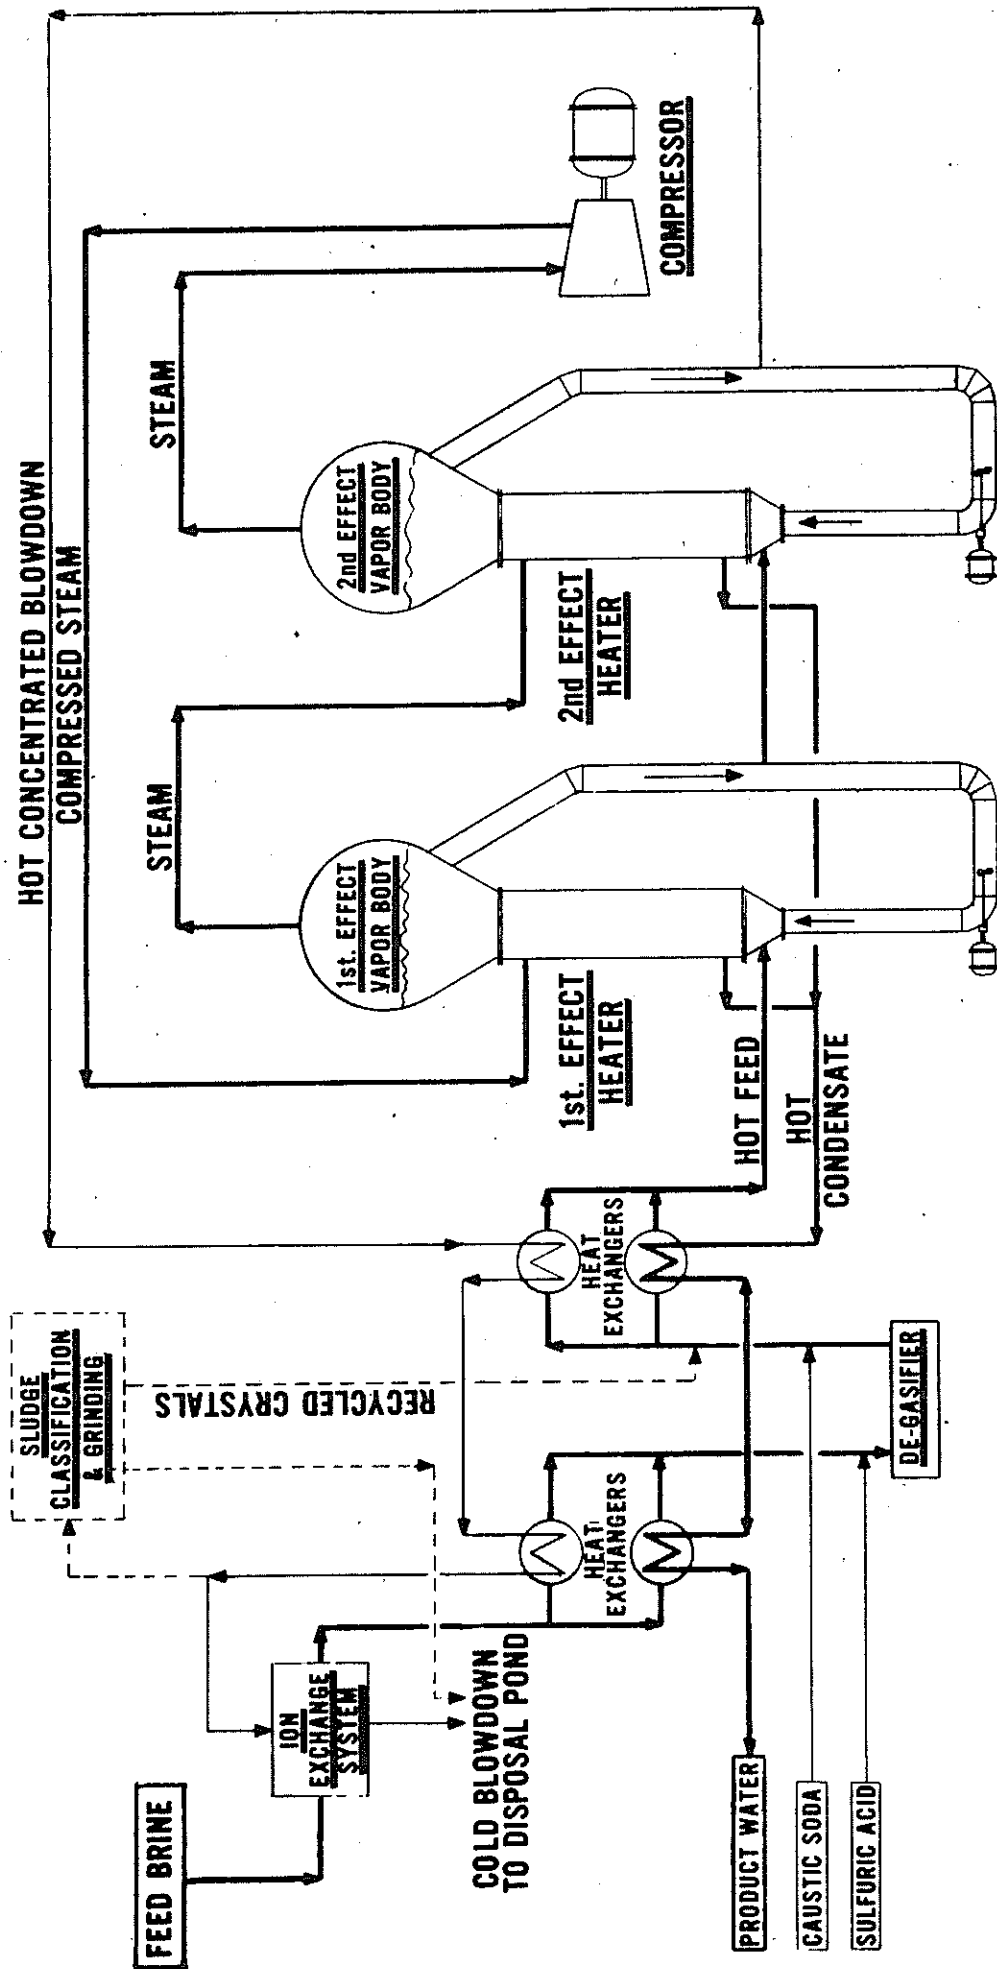 HOT CONCENTRATED BLOWDOWN
COMPRESSED STEAM
STEAM
STEAM
1st. EFFECT
VAPOR BODY
2nd EFFECT
VAPOR BODY
COMPRESSOR
1st. EFFECT
HEATER
2nd EFFECT
HEATER
SLUDGE
CLASSIFICATION
& GRINDING
RECYCLED CRYSTALS
FEED BRINE
ION
EXCHANGE
SYSTEM
HEAT
EXCHANGERS
HEAT
EXCHANGERS
HOT FEED
HOT
CONDENSATE
COLD BLOWDOWN
TO DISPOSAL POND
PRODUCT WATER
CAUSTIC SODA
SULFURIC ACID
DE-GASIFIER